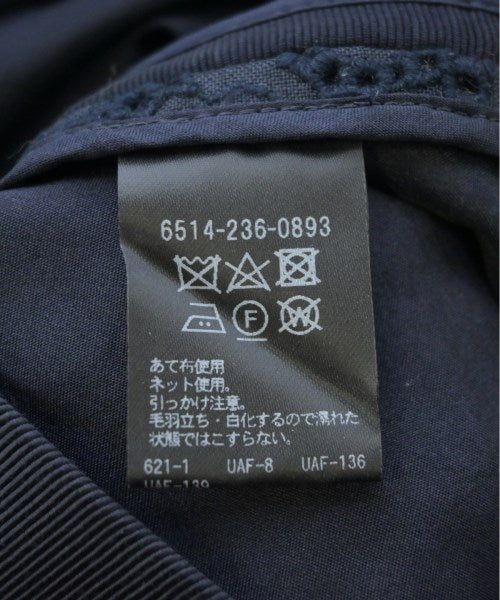 6514-236-0893
F W
あて布使用
ネット使用。
引っかけ注意。
毛羽立ち・白化するので濡れた
状態ではこすらない。
621-1 UAF-8 UAF-136
UAF-139